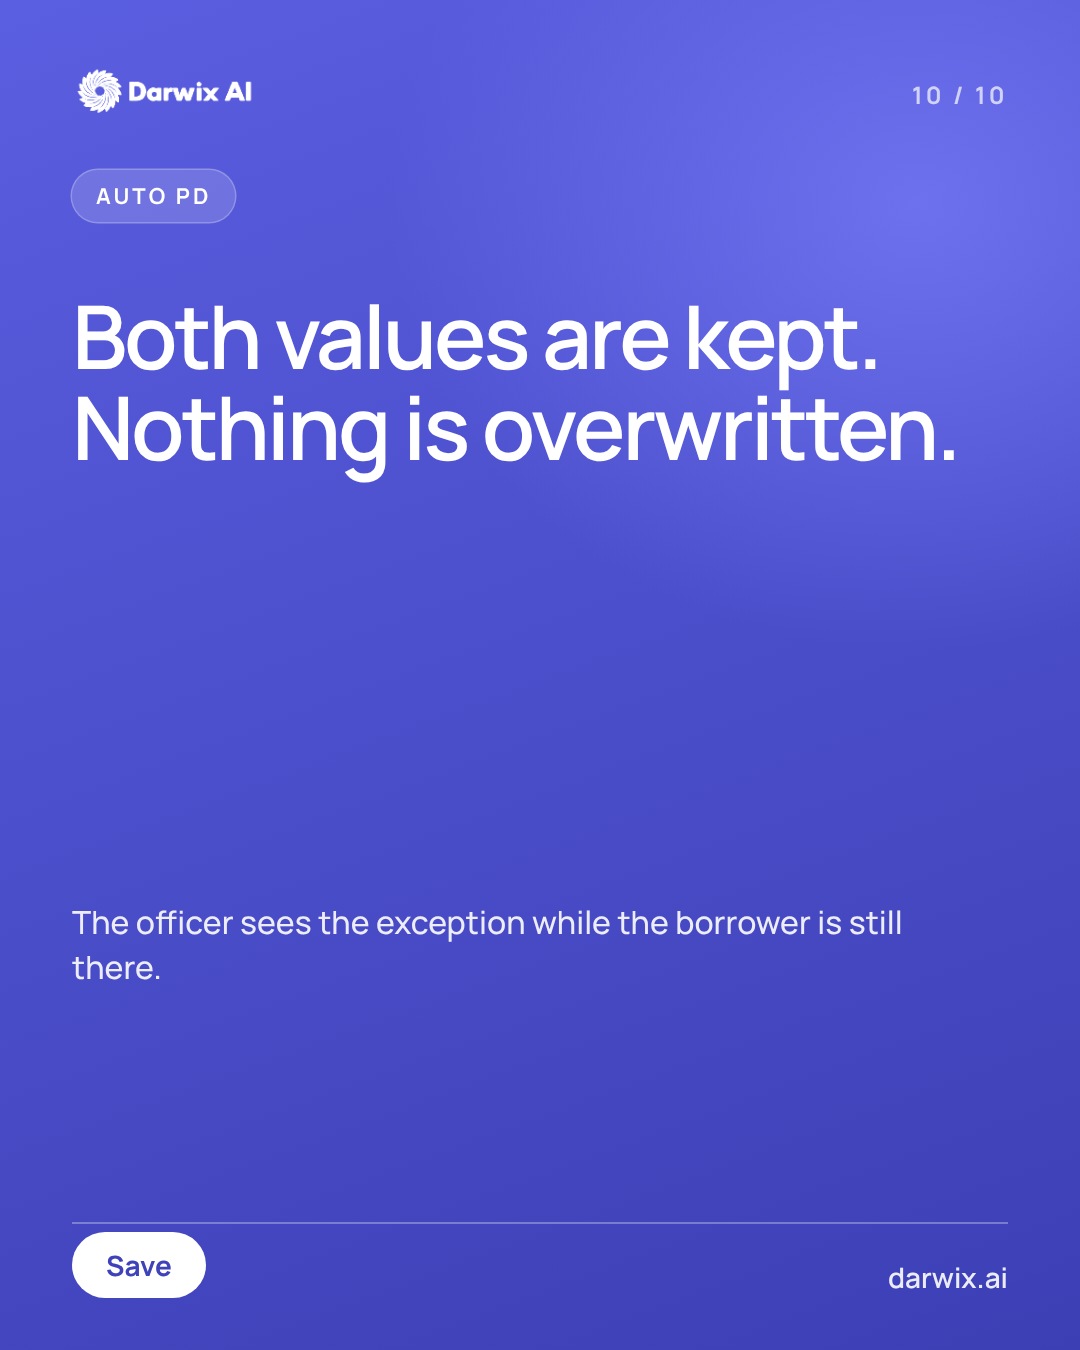 Darwix AI
10 / 10
AUTO PD
Both values are kept.
Nothing is overwritten.
The officer sees the exception while the borrower is still
there.
Save
darwix.ai